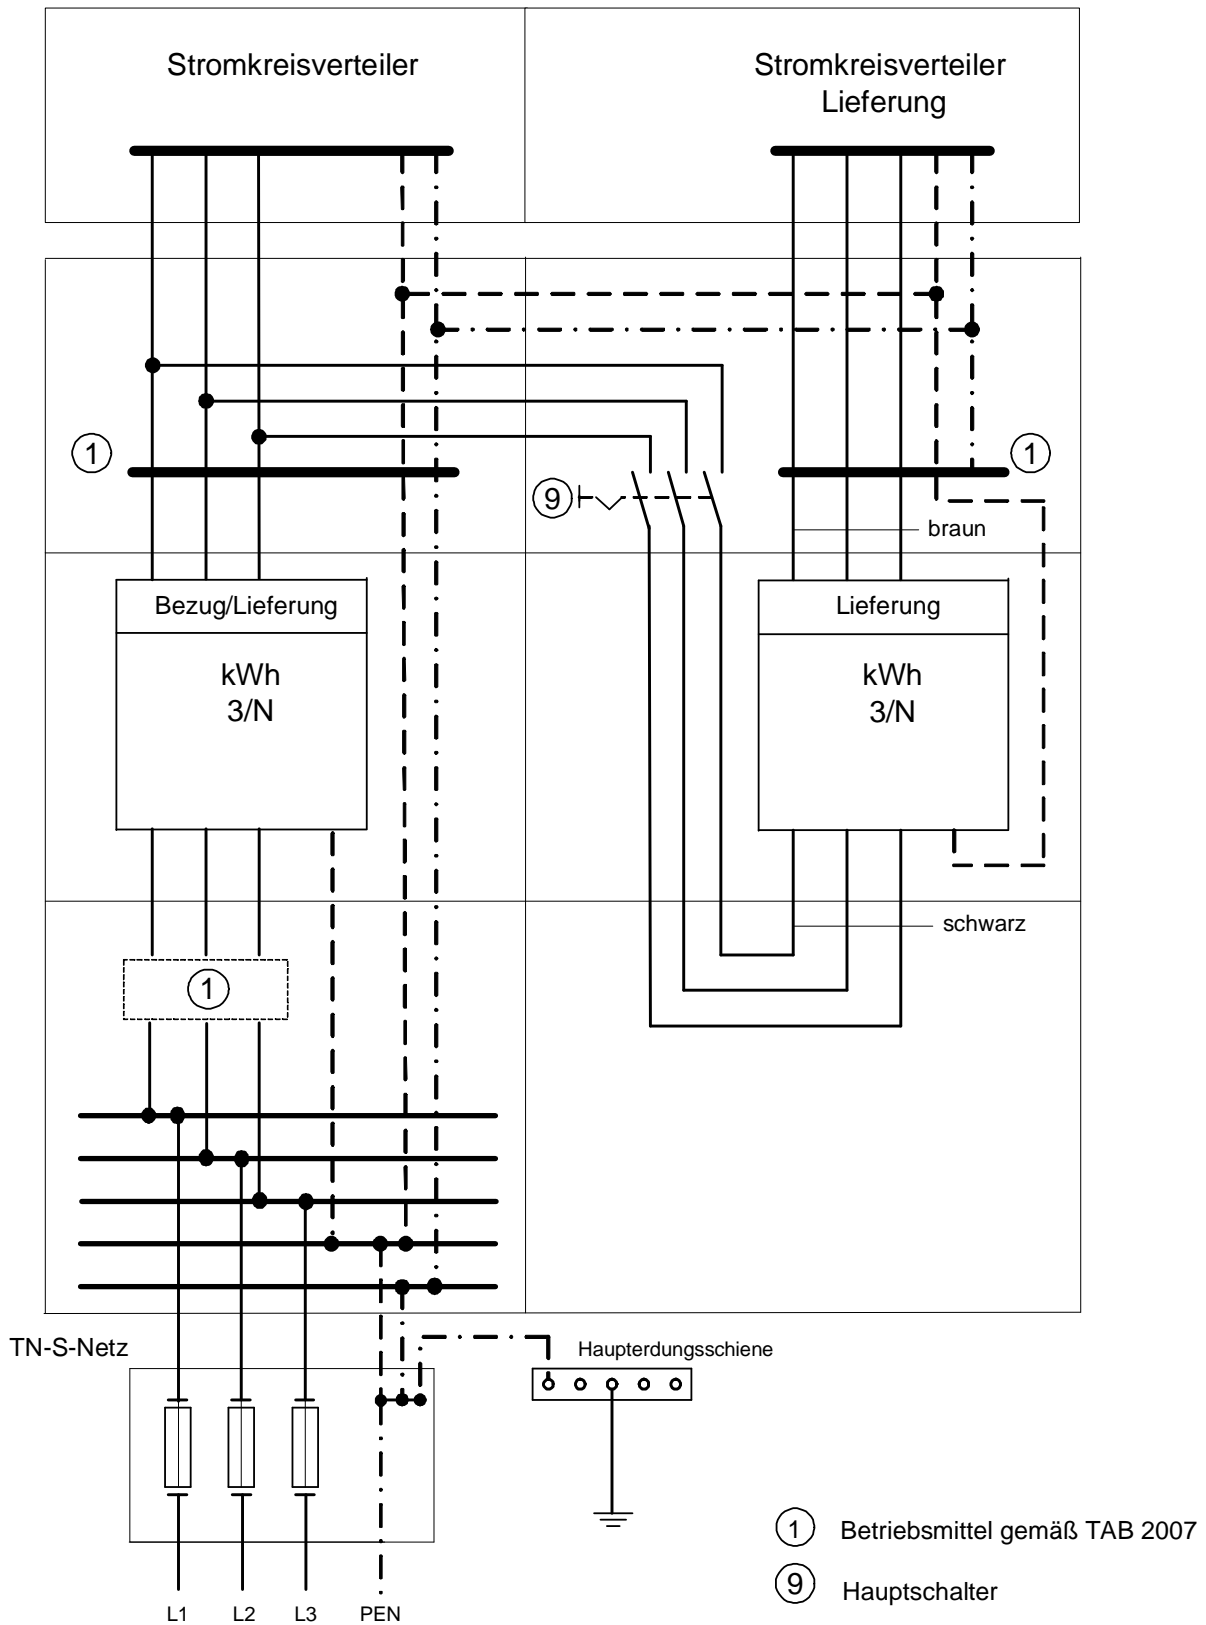 Stromkreisverteiler
Stromkreisverteiler
Lieferung
1
1
9
braun
Bezug/Lieferung
kWh
3/N
Lieferung
kWh
3/N
schwarz
1
TN-S-Netz
Haupterdungsschiene
1 Betriebsmittel gemäß TAB 2007
9 Hauptschalter
L1 L2 L3 PEN